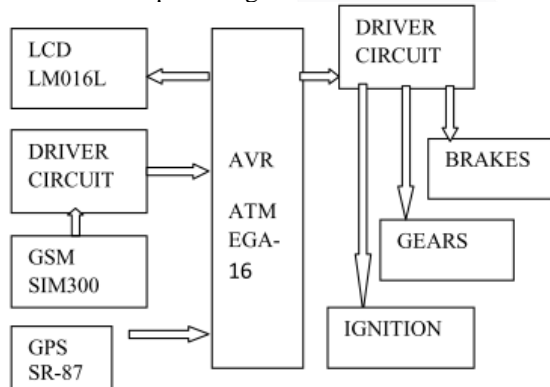 LCD
LM016L
DRIVER
CIRCUIT
GSM
SIM300
GPS
SR-87
AVR
ATM
EGA-
16
DRIVER
CIRCUIT
BRAKES
GEARS
IGNITION